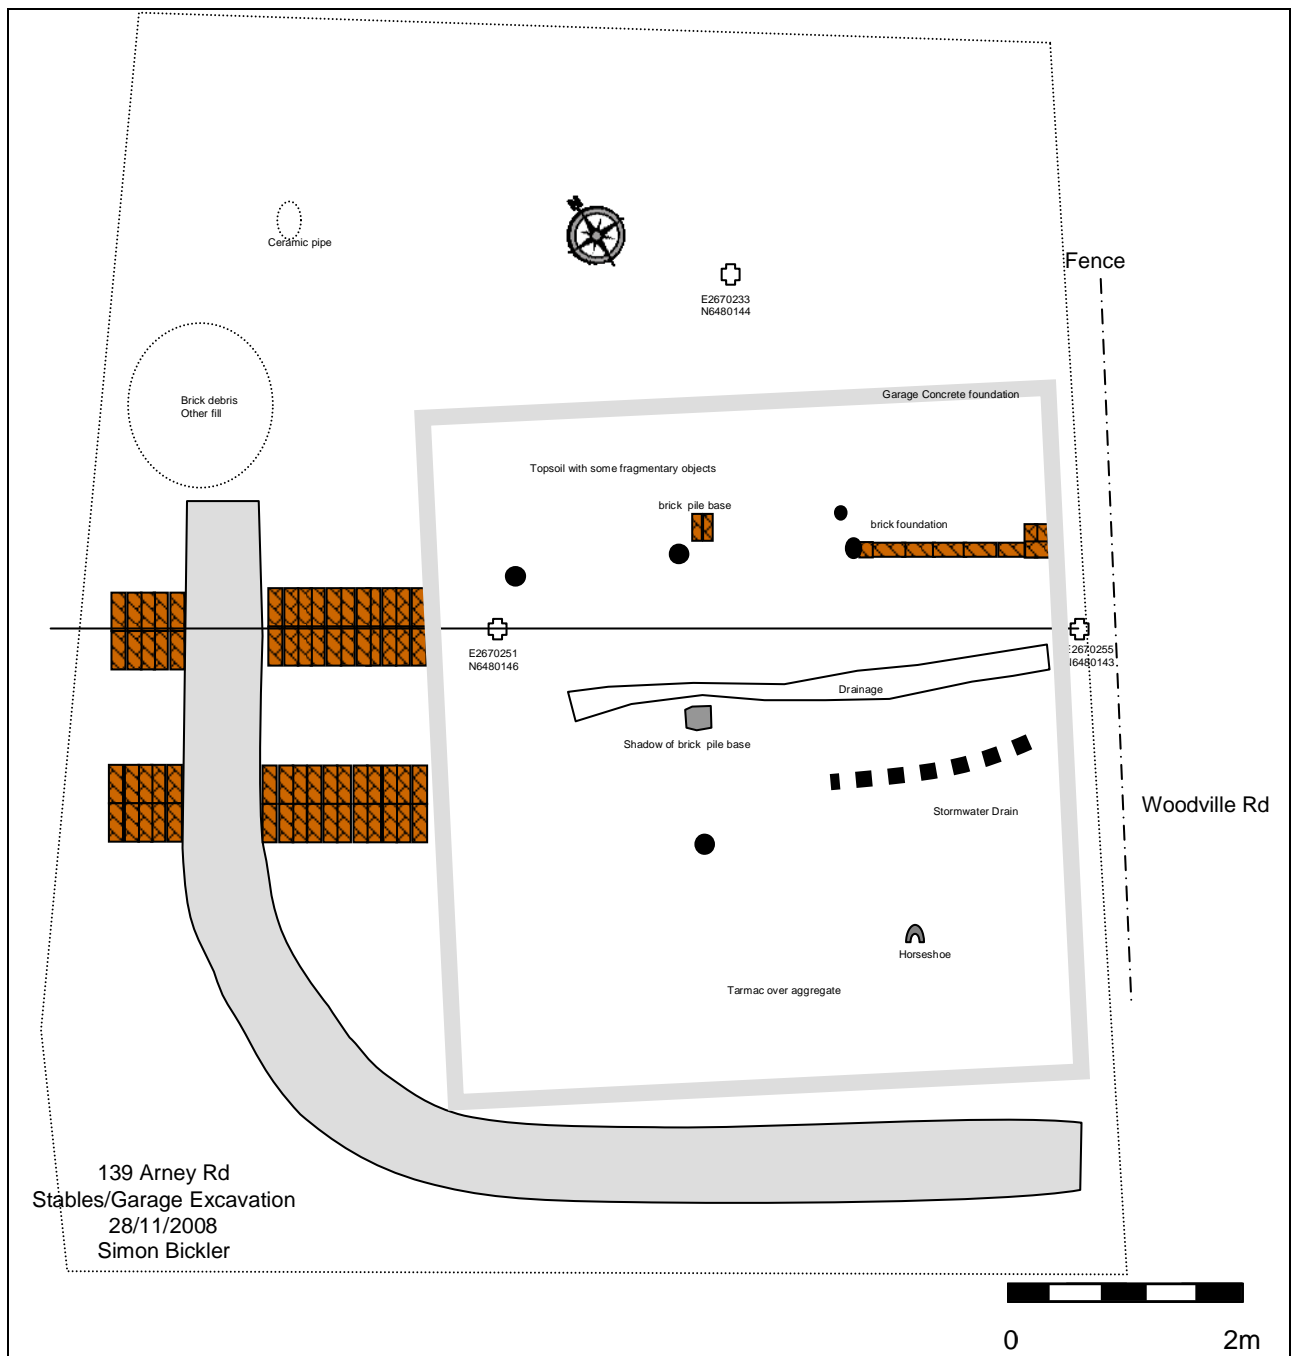 N
Ceramic pipe
Fence
E2670233
N6480144
Brick debris
Other fill
Garage Concrete foundation
Topsoil with some fragmentary objects
brick pile base
brick foundation
E2670251
N6480146
E2670255
N6480143
Drainage
Shadow of brick pile base
Stormwater Drain
Woodville Rd
Horseshoe
Tarmac over aggregate
139 Arney Rd
Stables/Garage Excavation
28/11/2008
Simon Bickler
0 2m